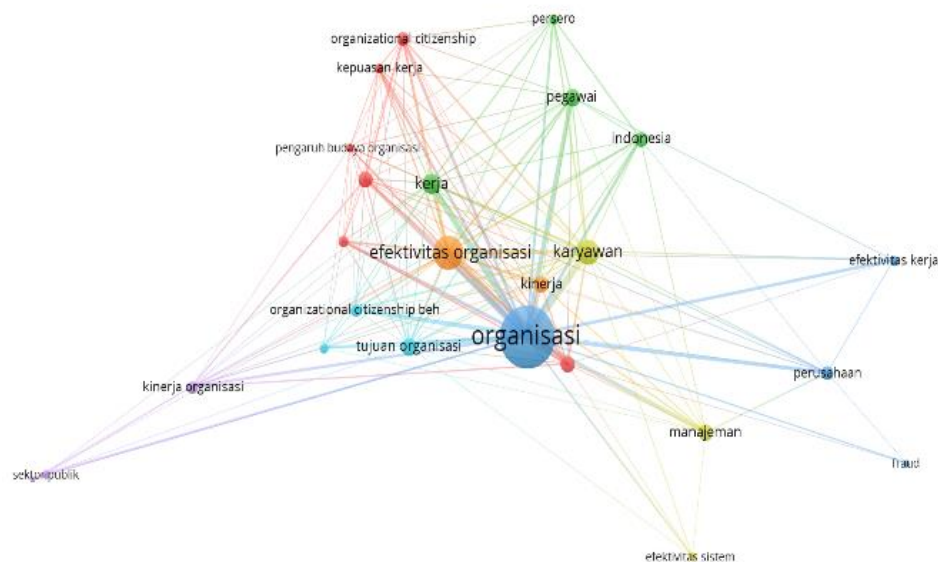 persero
organizational citizenship
kepuasan kerja
pegawai
indonesia
pengaruh budaya organisasi
kerja
efektivitas organisasi
karyawan
efektivitas kerja
kinerja
organizational citizenship beh
organisasi
tujuan organisasi
perusahaan
kinerja organisasi
manajeman
fraud
sektor publik
efektivitas sistem